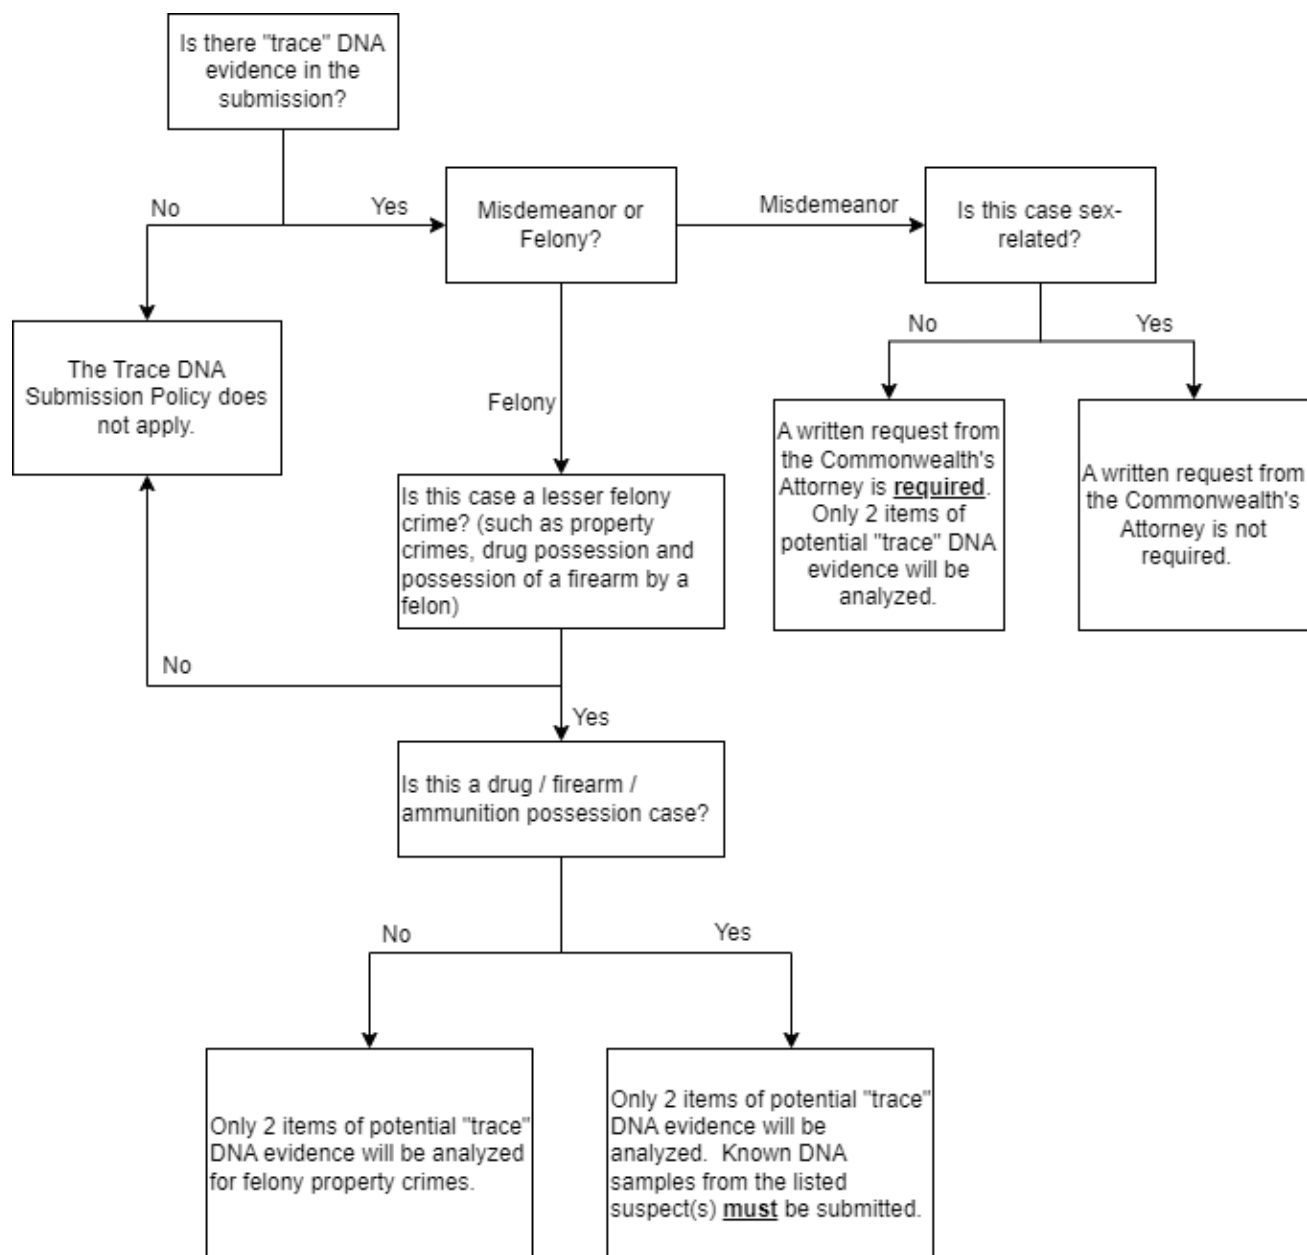 Is there "trace" DNA
evidence in the
submission?
No
Yes
Misdemeanor or
Felony?
Misdemeanor
Is this case sex-
related?
No
Yes
The Trace DNA
Submission Policy does
not apply.
Felony
A written request from
the Commonwealth's
Attorney is required.
Only 2 items of
potential "trace" DNA
evidence will be
analyzed.
A written request from
the Commonwealth's
Attorney is not
required.
Is this case a lesser felony
crime? (such as property
crimes, drug possession and
possession of a firearm by a
felon)
No
Yes
Is this a drug / firearm /
ammunition possession case?
No
Yes
Only 2 items of potential "trace"
DNA evidence will be analyzed
for felony property crimes.
Only 2 items of potential "trace"
DNA evidence will be
analyzed. Known DNA
samples from the listed
suspect(s) must be submitted.